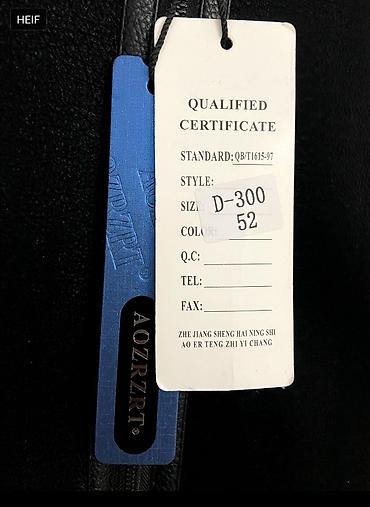 HEIF
QUALIFIED
CERTIFICATE
STANDARD: QB/T1615-97
STYLE:
SIZE
D-300
52
COLOR
Q.C:
TEL:
FAX:
ZHE JIANG SHENG HAI NING SHI
AO ER TENG ZHI YI CHANG
AOZRZRT®